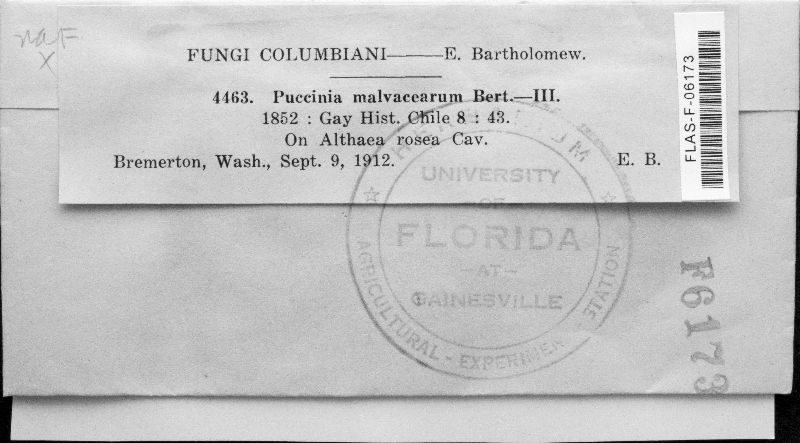 FUNGI COLUMBIANI——E. Bartholomew.
4463. Puccinia malvacearum Bert.—III.
1852 : Gay Hist. Chile 8 : 43.
On Althaea rosea Cav.
Bremerton, Wash., Sept. 9, 1912. E. B.
FLAS-F-06173
HERBARIUM
UNIVERSITY
OF
FLORIDA
—AT—
GAINESVILLE
AGRICULTURAL - EXPERIMENT STATION
F6173